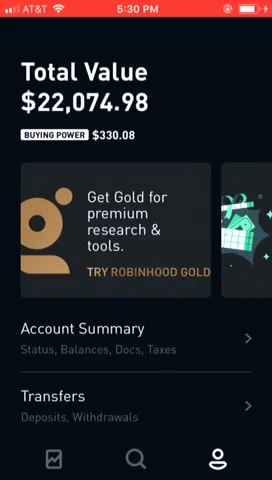 AT&T 5:30 PM
Total Value
$22,074.98
BUYING POWER $330.08
Get Gold for
premium
research &
tools.
TRY ROBINHOOD GOLD
Account Summary
Status, Balances, Docs, Taxes
Transfers
Deposits, Withdrawals